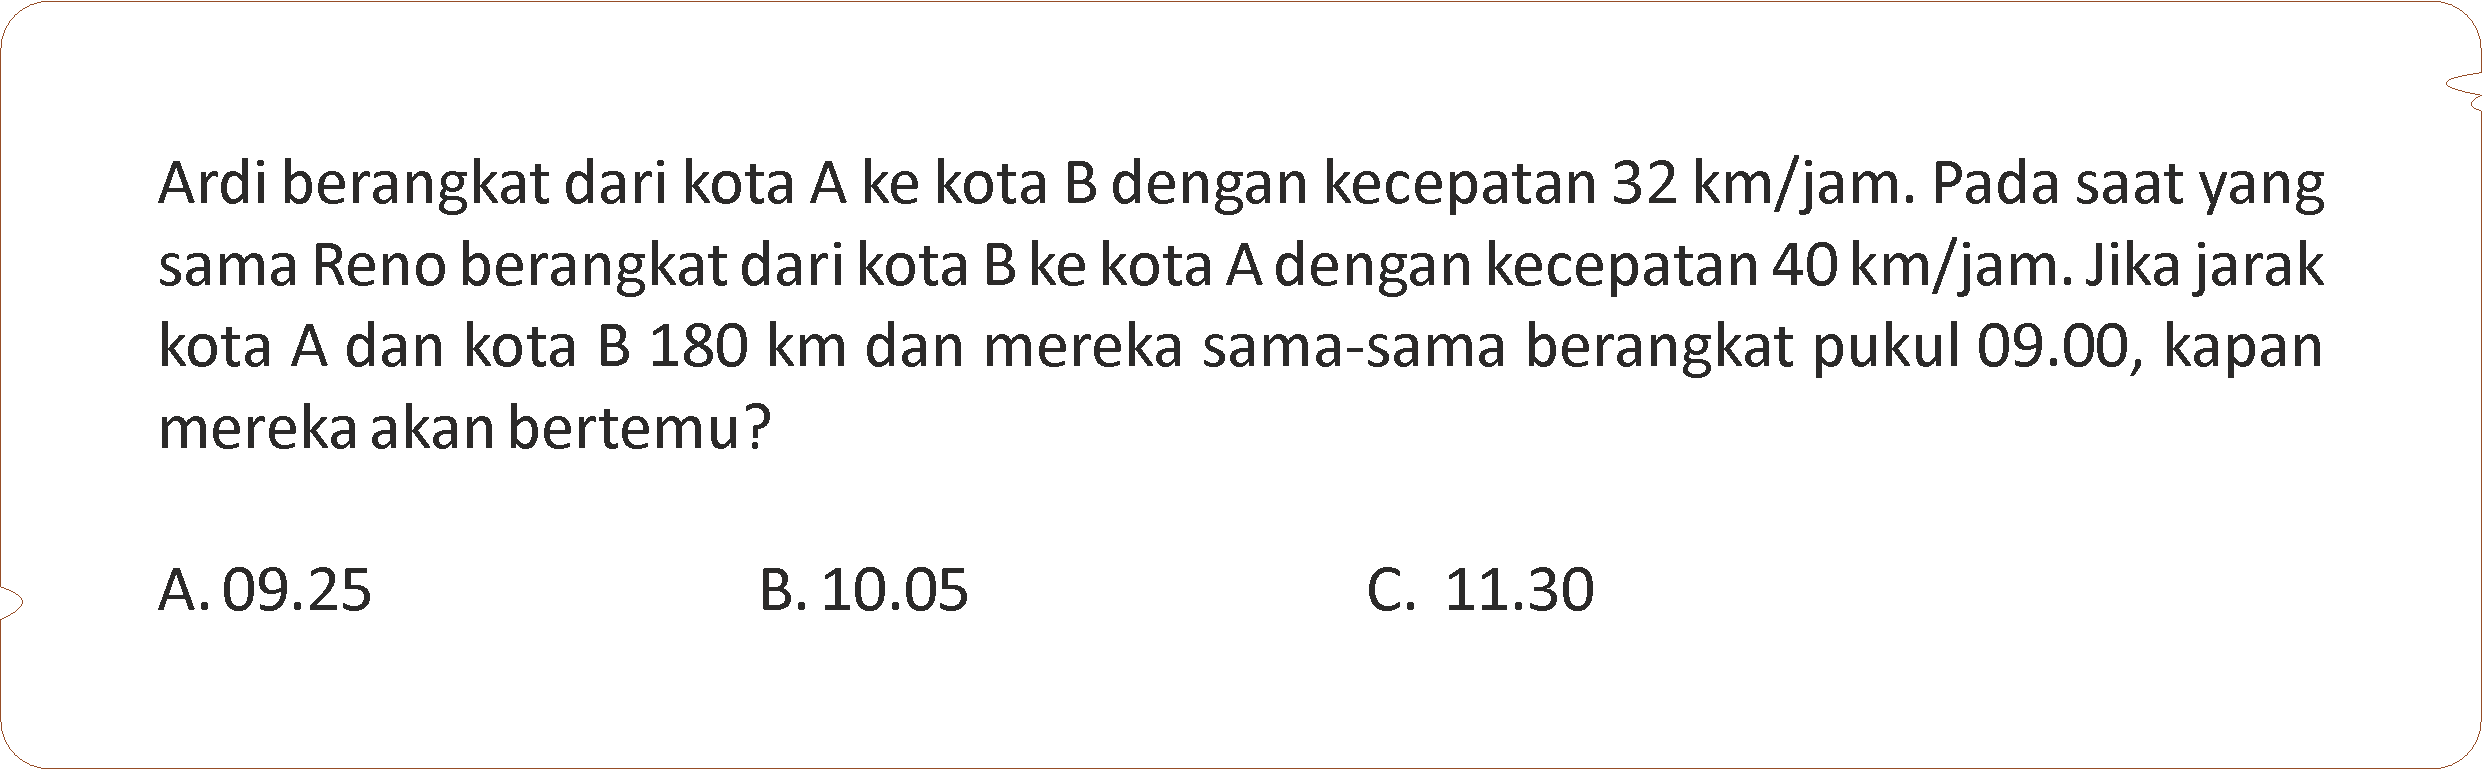 Ardi berangkat dari kota A ke kota B dengan kecepatan 32 km/jam. Pada saat yang
sama Reno berangkat dari kota B ke kota A dengan kecepatan 40 km/jam. Jika jarak
kota A dan kota B 180 km dan mereka sama-sama berangkat pukul 09.00, kapan
mereka akan bertemu?
A. 09.25 B. 10.05 C. 11.30